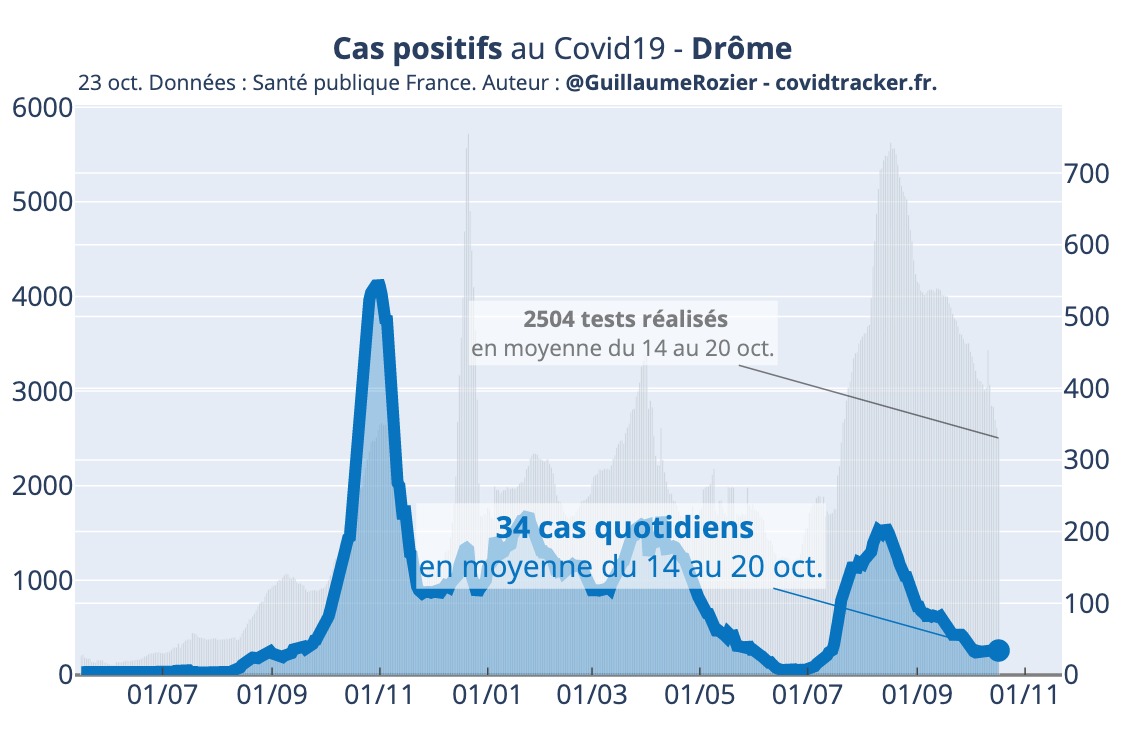 Cas positifs au Covid19 - Drôme
23 oct. Données : Santé publique France. Auteur : @GuillaumeRozier - covidtracker.fr.
6000
5000
4000
3000
2000
1000
0
700
600
500
400
300
200
100
0
2504 tests réalisés
en moyenne du 14 au 20 oct.
34 cas quotidiens
en moyenne du 14 au 20 oct.
01/07 01/09 01/11 01/01 01/03 01/05 01/07 01/09 01/11